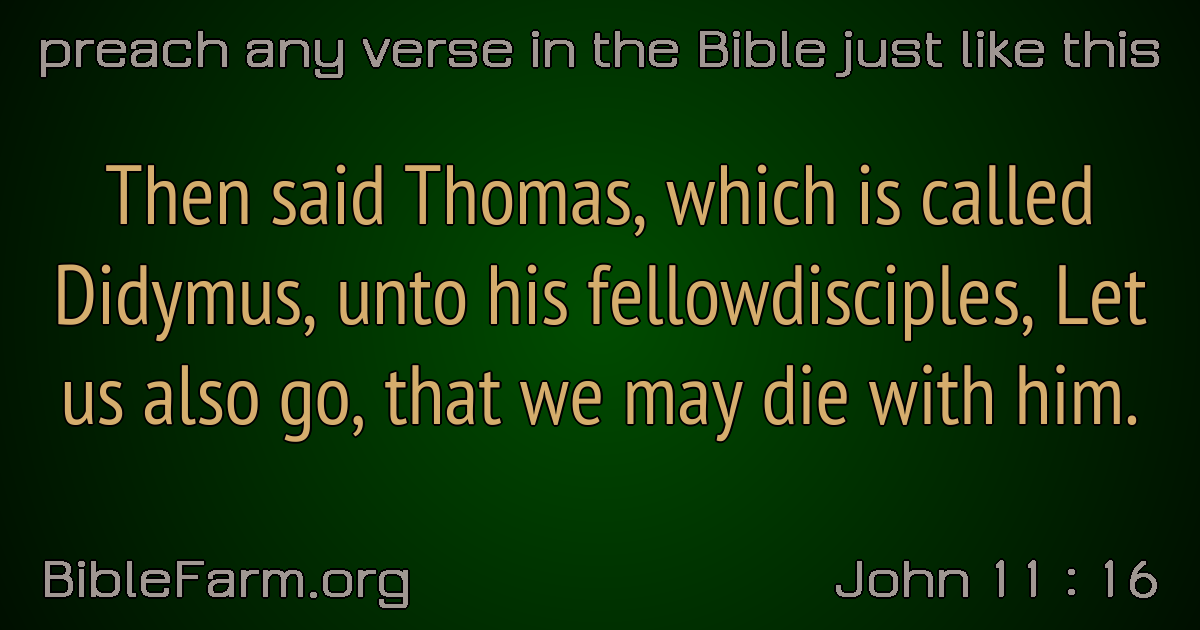 preach any verse in the Bible just like this
Then said Thomas, which is called
Didymus, unto his fellowdisciples, Let
us also go, that we may die with him.
BibleFarm.org
John 11 : 16